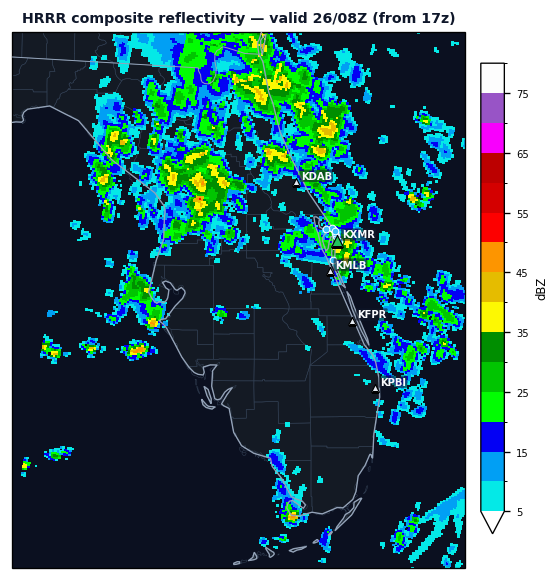 HRRR composite reflectivity — valid 26/08Z (from 17z)
KDAB
KXMR
KMLB
KFPR
KPBI
75
65
55
45
35
25
15
5
dBZ